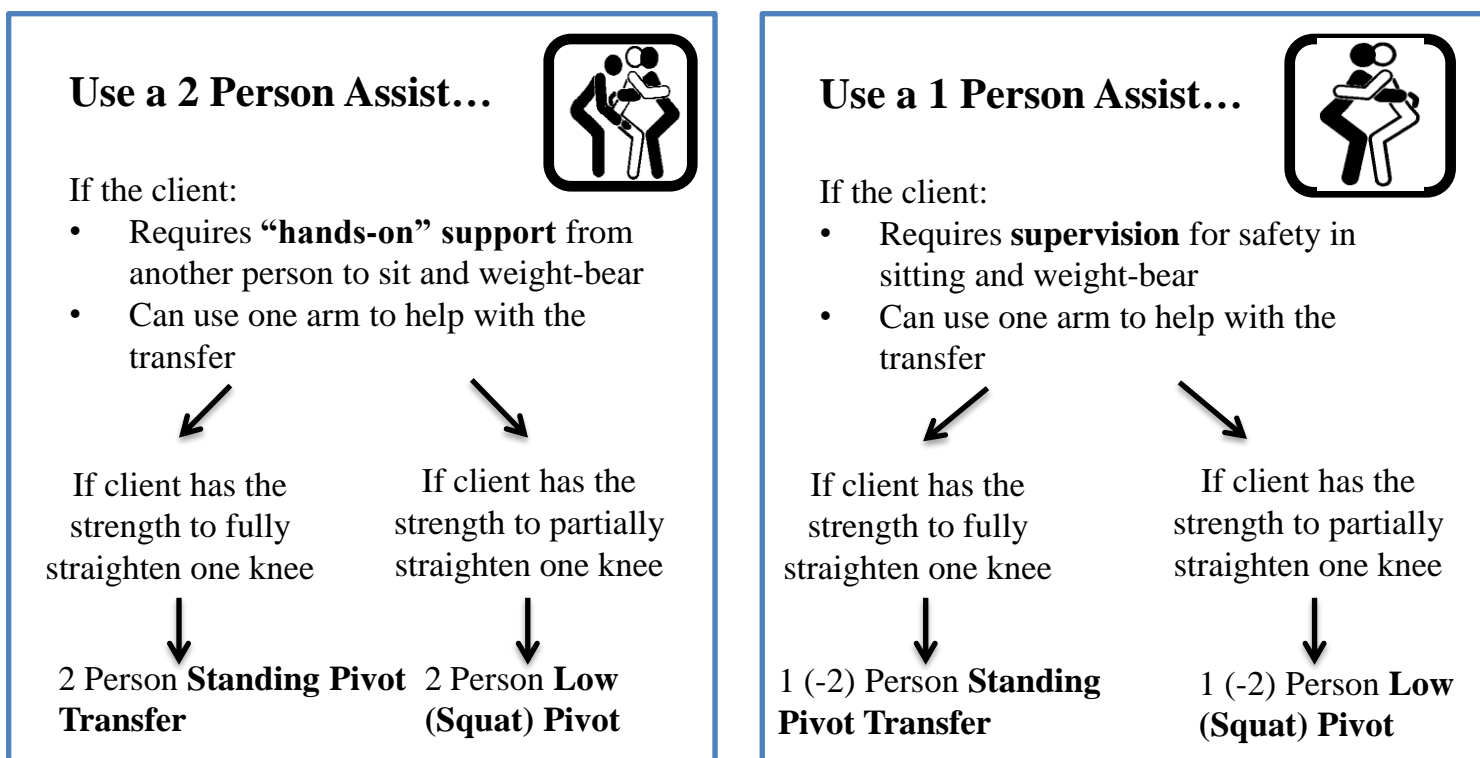 Use a 2 Person Assist…
If the client:
• Requires “hands-on” support from
another person to sit and weight-bear
• Can use one arm to help with the
transfer
If client has the
strength to fully
straighten one knee
If client has the
strength to partially
straighten one knee
2 Person Standing Pivot
Transfer
2 Person Low
(Squat) Pivot
Use a 1 Person Assist…
If the client:
• Requires supervision for safety in
sitting and weight-bear
• Can use one arm to help with the
transfer
If client has the
strength to fully
straighten one knee
If client has the
strength to partially
straighten one knee
1 (-2) Person Standing
Pivot Transfer
1 (-2) Person Low
(Squat) Pivot